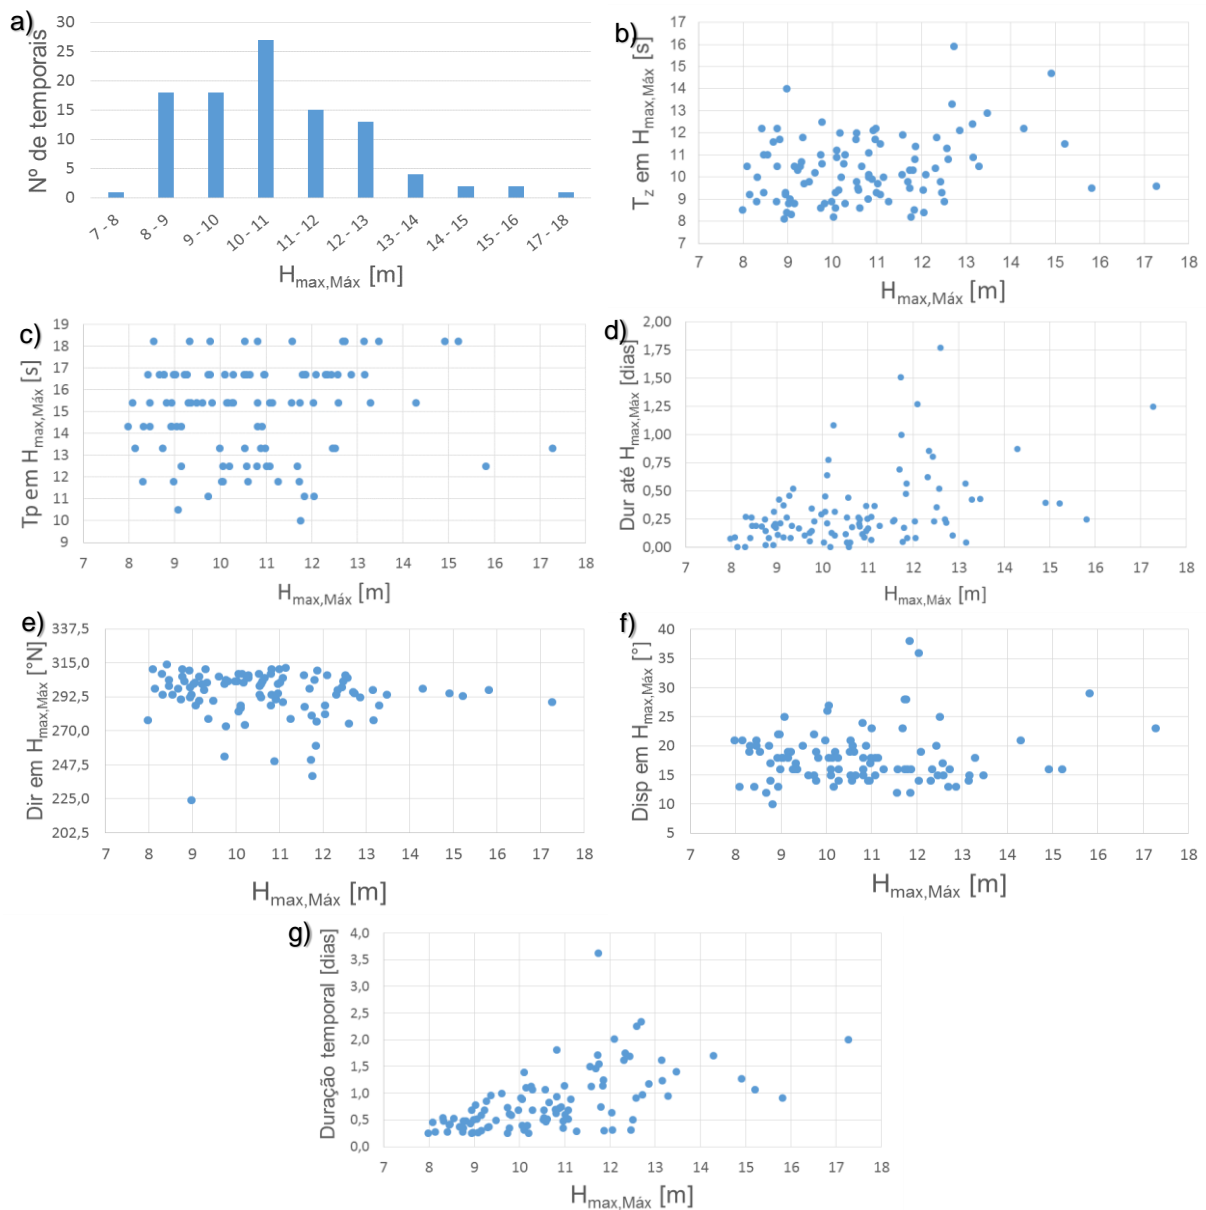 a)
Nº de temporais
30
25
20
15
10
5
0
7 - 8
8 - 9
9 - 10
10 - 11
11 - 12
12 - 13
13 - 14
14 - 15
15 - 16
17 - 18
Hmax,Máx [m]
b)
Tz em Hmax,Máx [s]
17
16
15
14
13
12
11
10
9
8
7
7 8 9 10 11 12 13 14 15 16 17 18
Hmax,Máx [m]
c)
Tp em Hmax,Máx [s]
19
18
17
16
15
14
13
12
11
10
9
7 8 9 10 11 12 13 14 15 16 17 18
Hmax,Máx [m]
d)
Dur até Hmax,Máx [dias]
2,00
1,75
1,50
1,25
1,00
0,75
0,50
0,25
0,00
7 8 9 10 11 12 13 14 15 16 17 18
Hmax,Máx [m]
e)
Dir em Hmax,Máx [°N]
337,5
315,0
292,5
270,0
247,5
225,0
202,5
7 8 9 10 11 12 13 14 15 16 17 18
Hmax,Máx [m]
f)
Disp em Hmax,Máx [°]
40
35
30
25
20
15
10
5
7 8 9 10 11 12 13 14 15 16 17 18
Hmax,Máx [m]
g)
Duração temporal [dias]
4,0
3,5
3,0
2,5
2,0
1,5
1,0
0,5
0,0
7 8 9 10 11 12 13 14 15 16 17 18
Hmax,Máx [m]